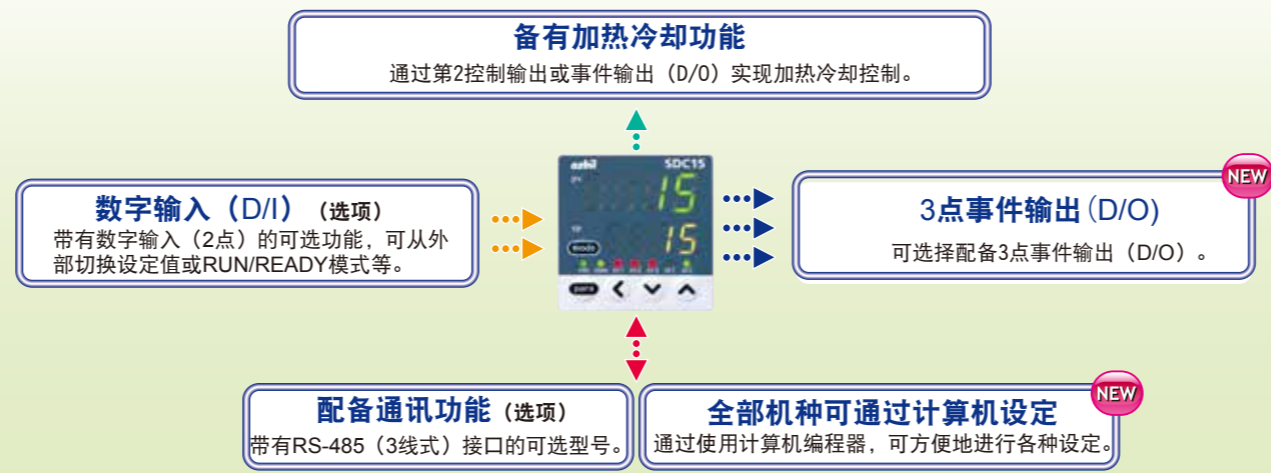 备有加热冷却功能
通过第2控制输出或事件输出（D/O）实现加热冷却控制。
数字输入（D/I）（选项）
带有数字输入（2点）的可选功能，可从外
部切换设定值或RUN/READY模式等。
azbil SDC15
PV
15
SP
15
mode
para
NEW
3点事件输出(D/O)
可选择配备3点事件输出（D/O）。
配备通讯功能（选项）
带有RS-485（3线式）接口的可选型号。
NEW
全部机种可通过计算机设定
通过使用计算机编程器，可方便地进行各种设定。